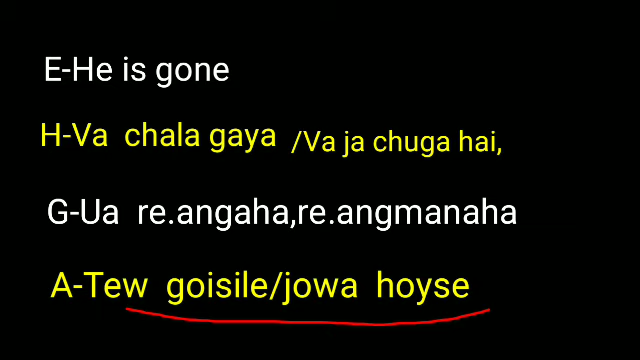 E-He is gone
H-Va chala gaya /Va ja chuga hai,
G-Ua re.angaha,re.angmanaha
A-Tew goisile/jowa hoyse